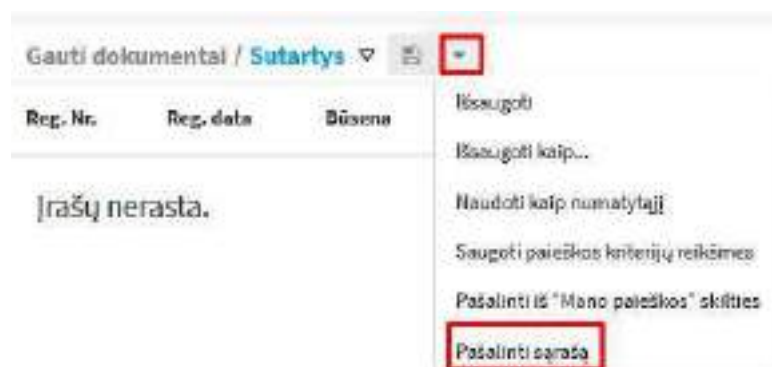 Gauti dokumentai / Sutartys
Reg. Nr. Reg. data Būsena
Įrašų nerasta.
Išsaugoti
Išsaugoti kaip...
Naudoti kaip numatytąjį
Saugoti paieškos kriterijų reikšmes
Pašalinti iš "Mano paieškos" skilties
Pašalinti sąrašą